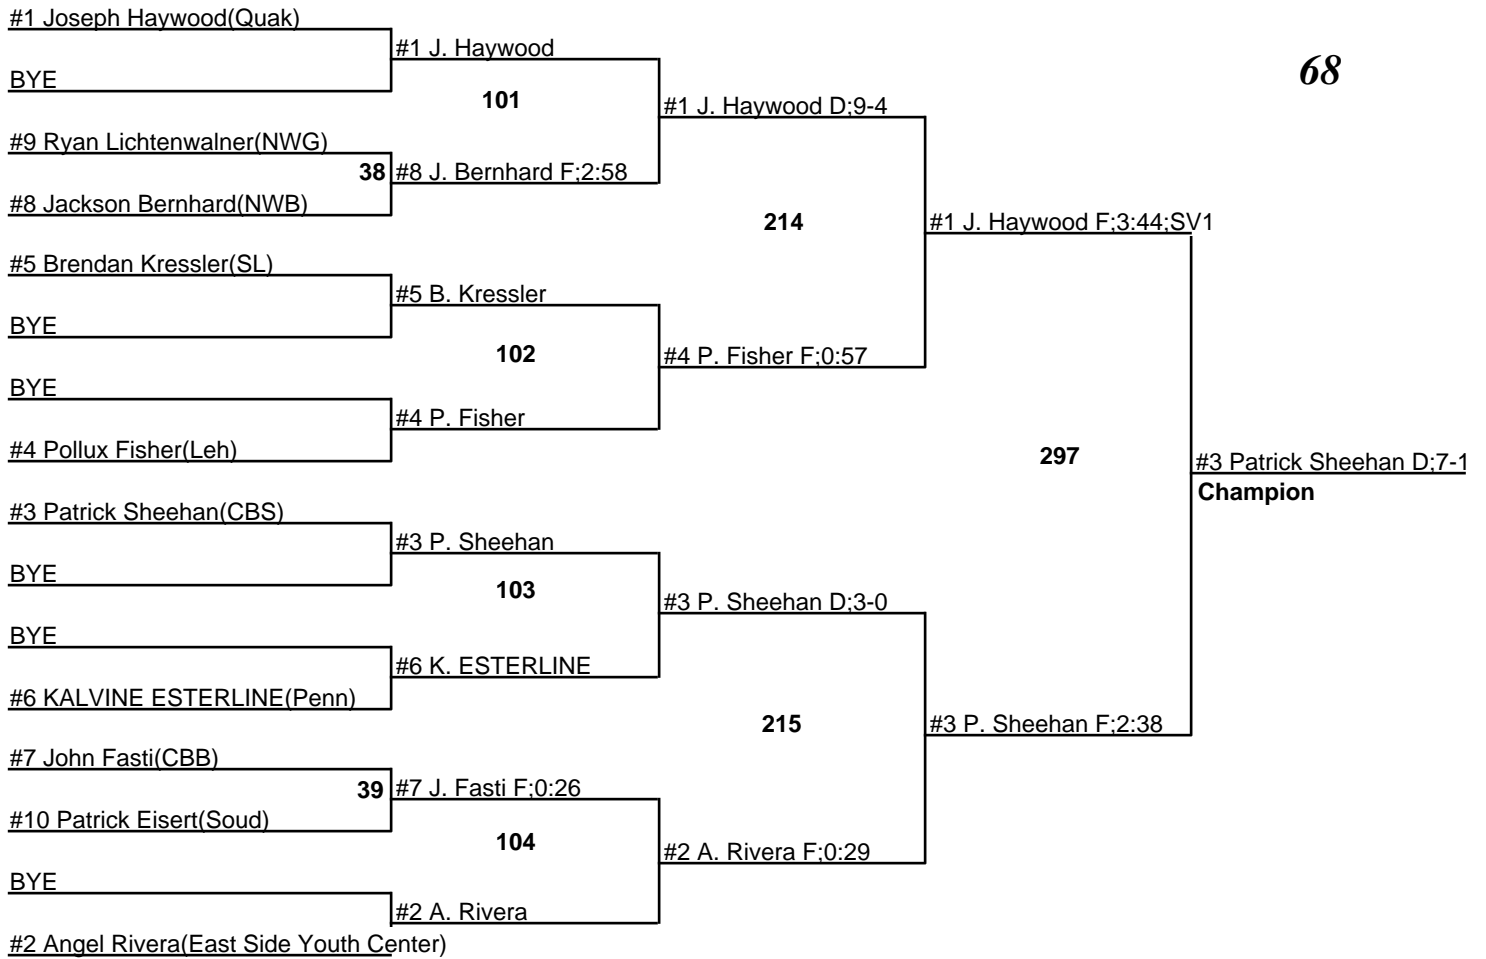 #1 Joseph Haywood(Quak)
BYE
#9 Ryan Lichtenwalner(NWG)
38
#8 Jackson Bernhard(NWB)
#5 Brendan Kressler(SL)
BYE
BYE
#4 Pollux Fisher(Leh)
#3 Patrick Sheehan(CBS)
BYE
BYE
#6 KALVINE ESTERLINE(Penn)
#7 John Fasti(CBB)
39
#10 Patrick Eisert(Soud)
BYE
#2 Angel Rivera(East Side Youth Center)
#1 J. Haywood
101
#8 J. Bernhard F;2:58
#5 B. Kressler
102
#4 P. Fisher
#3 P. Sheehan
103
#6 K. ESTERLINE
#7 J. Fasti F;0:26
104
#2 A. Rivera
#1 J. Haywood D;9-4
214
#4 P. Fisher F;0:57
#3 P. Sheehan D;3-0
215
#2 A. Rivera F;0:29
#1 J. Haywood F;3:44;SV1
297
#3 P. Sheehan F;2:38
68
#3 Patrick Sheehan D;7-1
Champion